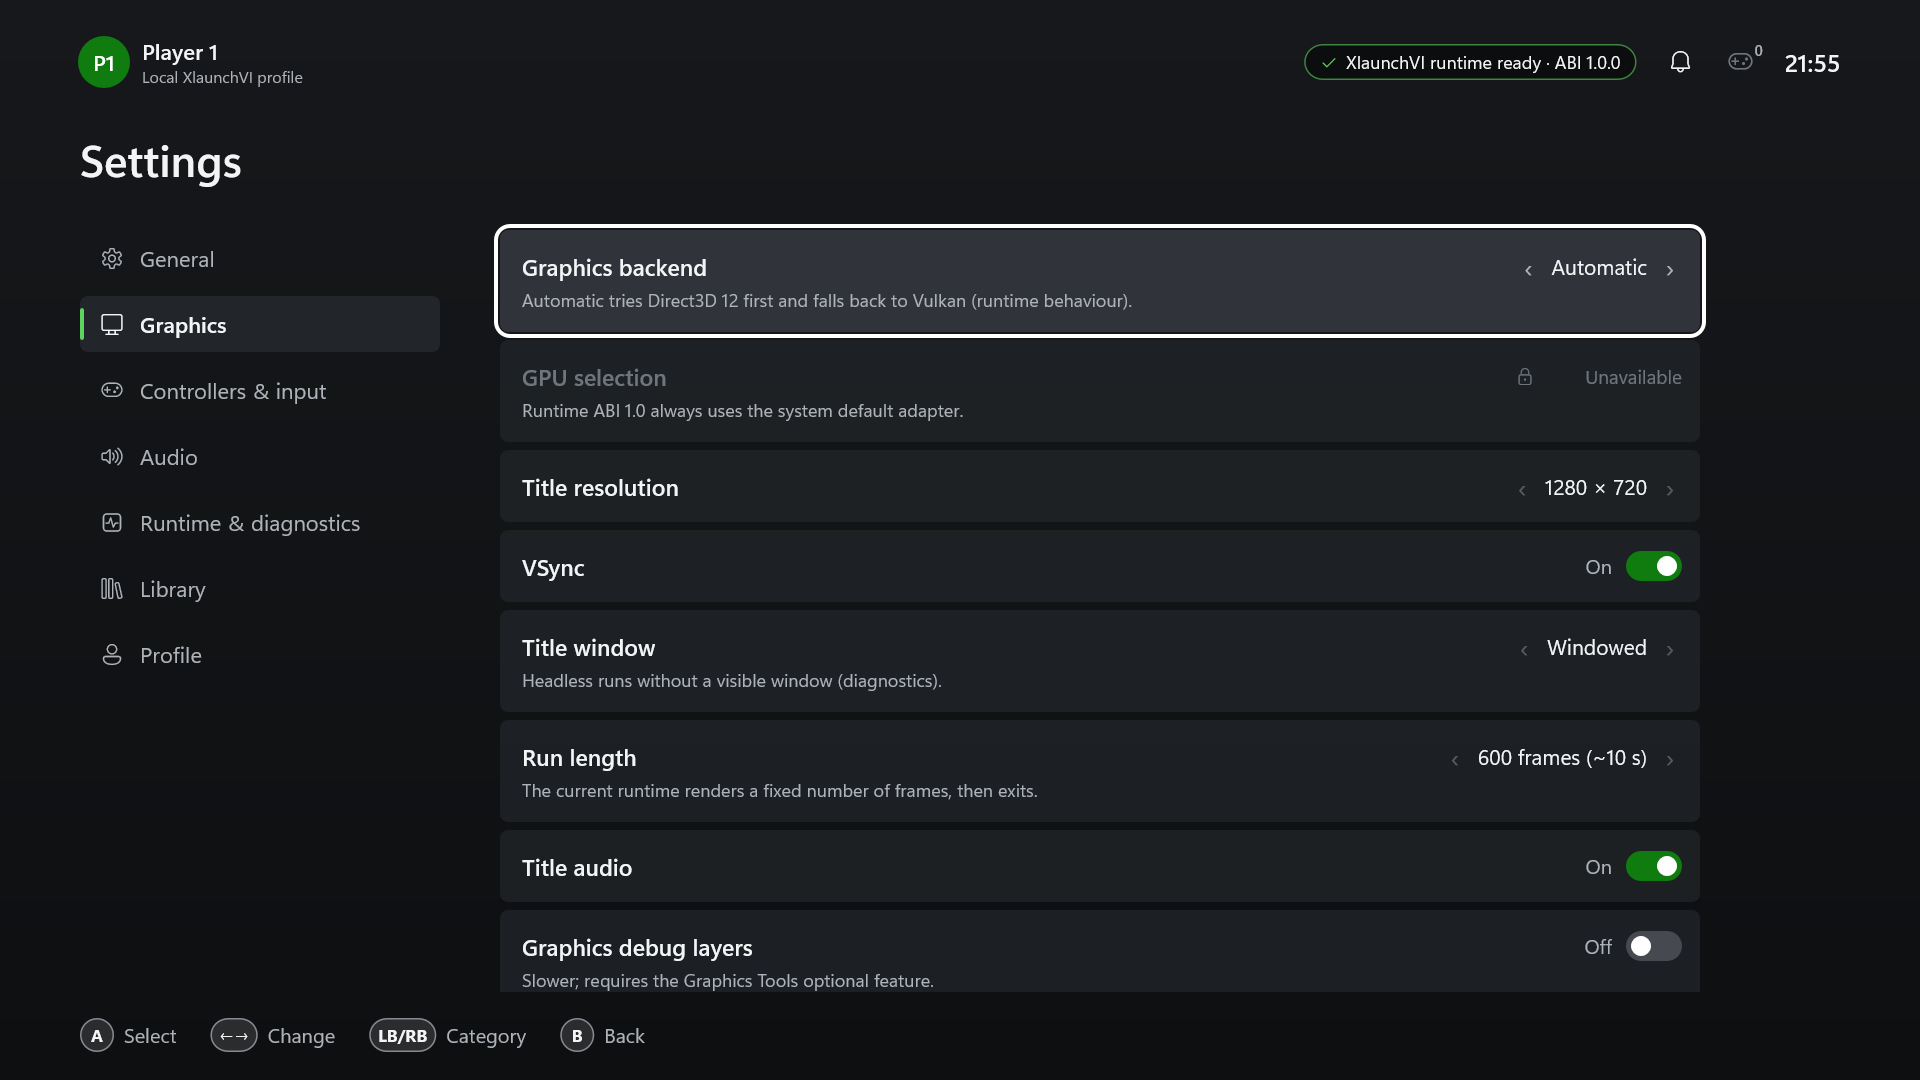 P1
Player 1
Local XlaunchVI profile
XlaunchVI runtime ready · ABI 1.0.0
0
21:55
Settings
General
Graphics
Controllers & input
Audio
Runtime & diagnostics
Library
Profile
Graphics backend
‹ Automatic ›
Automatic tries Direct3D 12 first and falls back to Vulkan (runtime behaviour).
GPU selection
Unavailable
Runtime ABI 1.0 always uses the system default adapter.
Title resolution
‹ 1280 × 720 ›
VSync
On
Title window
‹ Windowed ›
Headless runs without a visible window (diagnostics).
Run length
‹ 600 frames (~10 s) ›
The current runtime renders a fixed number of frames, then exits.
Title audio
On
Graphics debug layers
Off
Slower; requires the Graphics Tools optional feature.
A Select
←→ Change
LB/RB Category
B Back